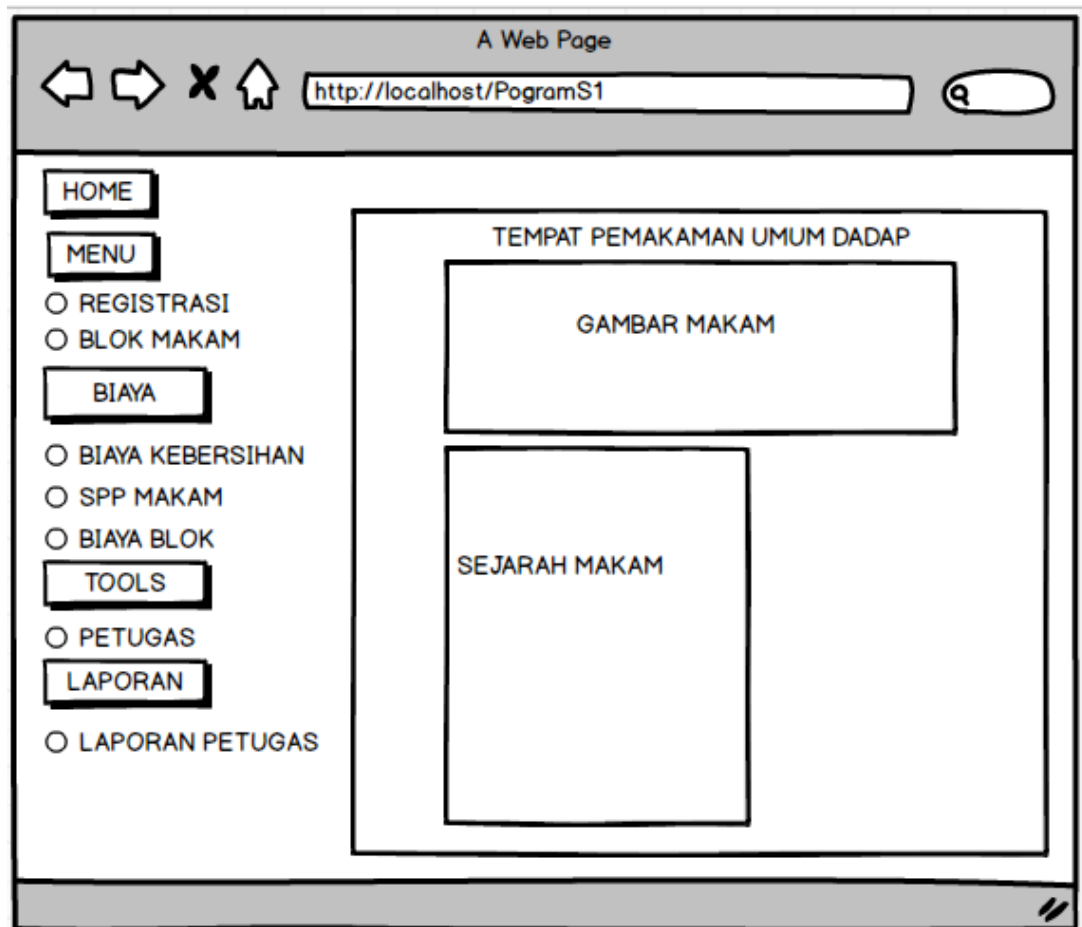 A Web Page
http://localhost/PogramS1
HOME
MENU
REGISTRASI
BLOK MAKAM
BIAYA
BIAYA KEBERSIHAN
SPP MAKAM
BIAYA BLOK
TOOLS
PETUGAS
LAPORAN
LAPORAN PETUGAS
TEMPAT PEMAKAMAN UMUM DADAP
GAMBAR MAKAM
SEJARAH MAKAM